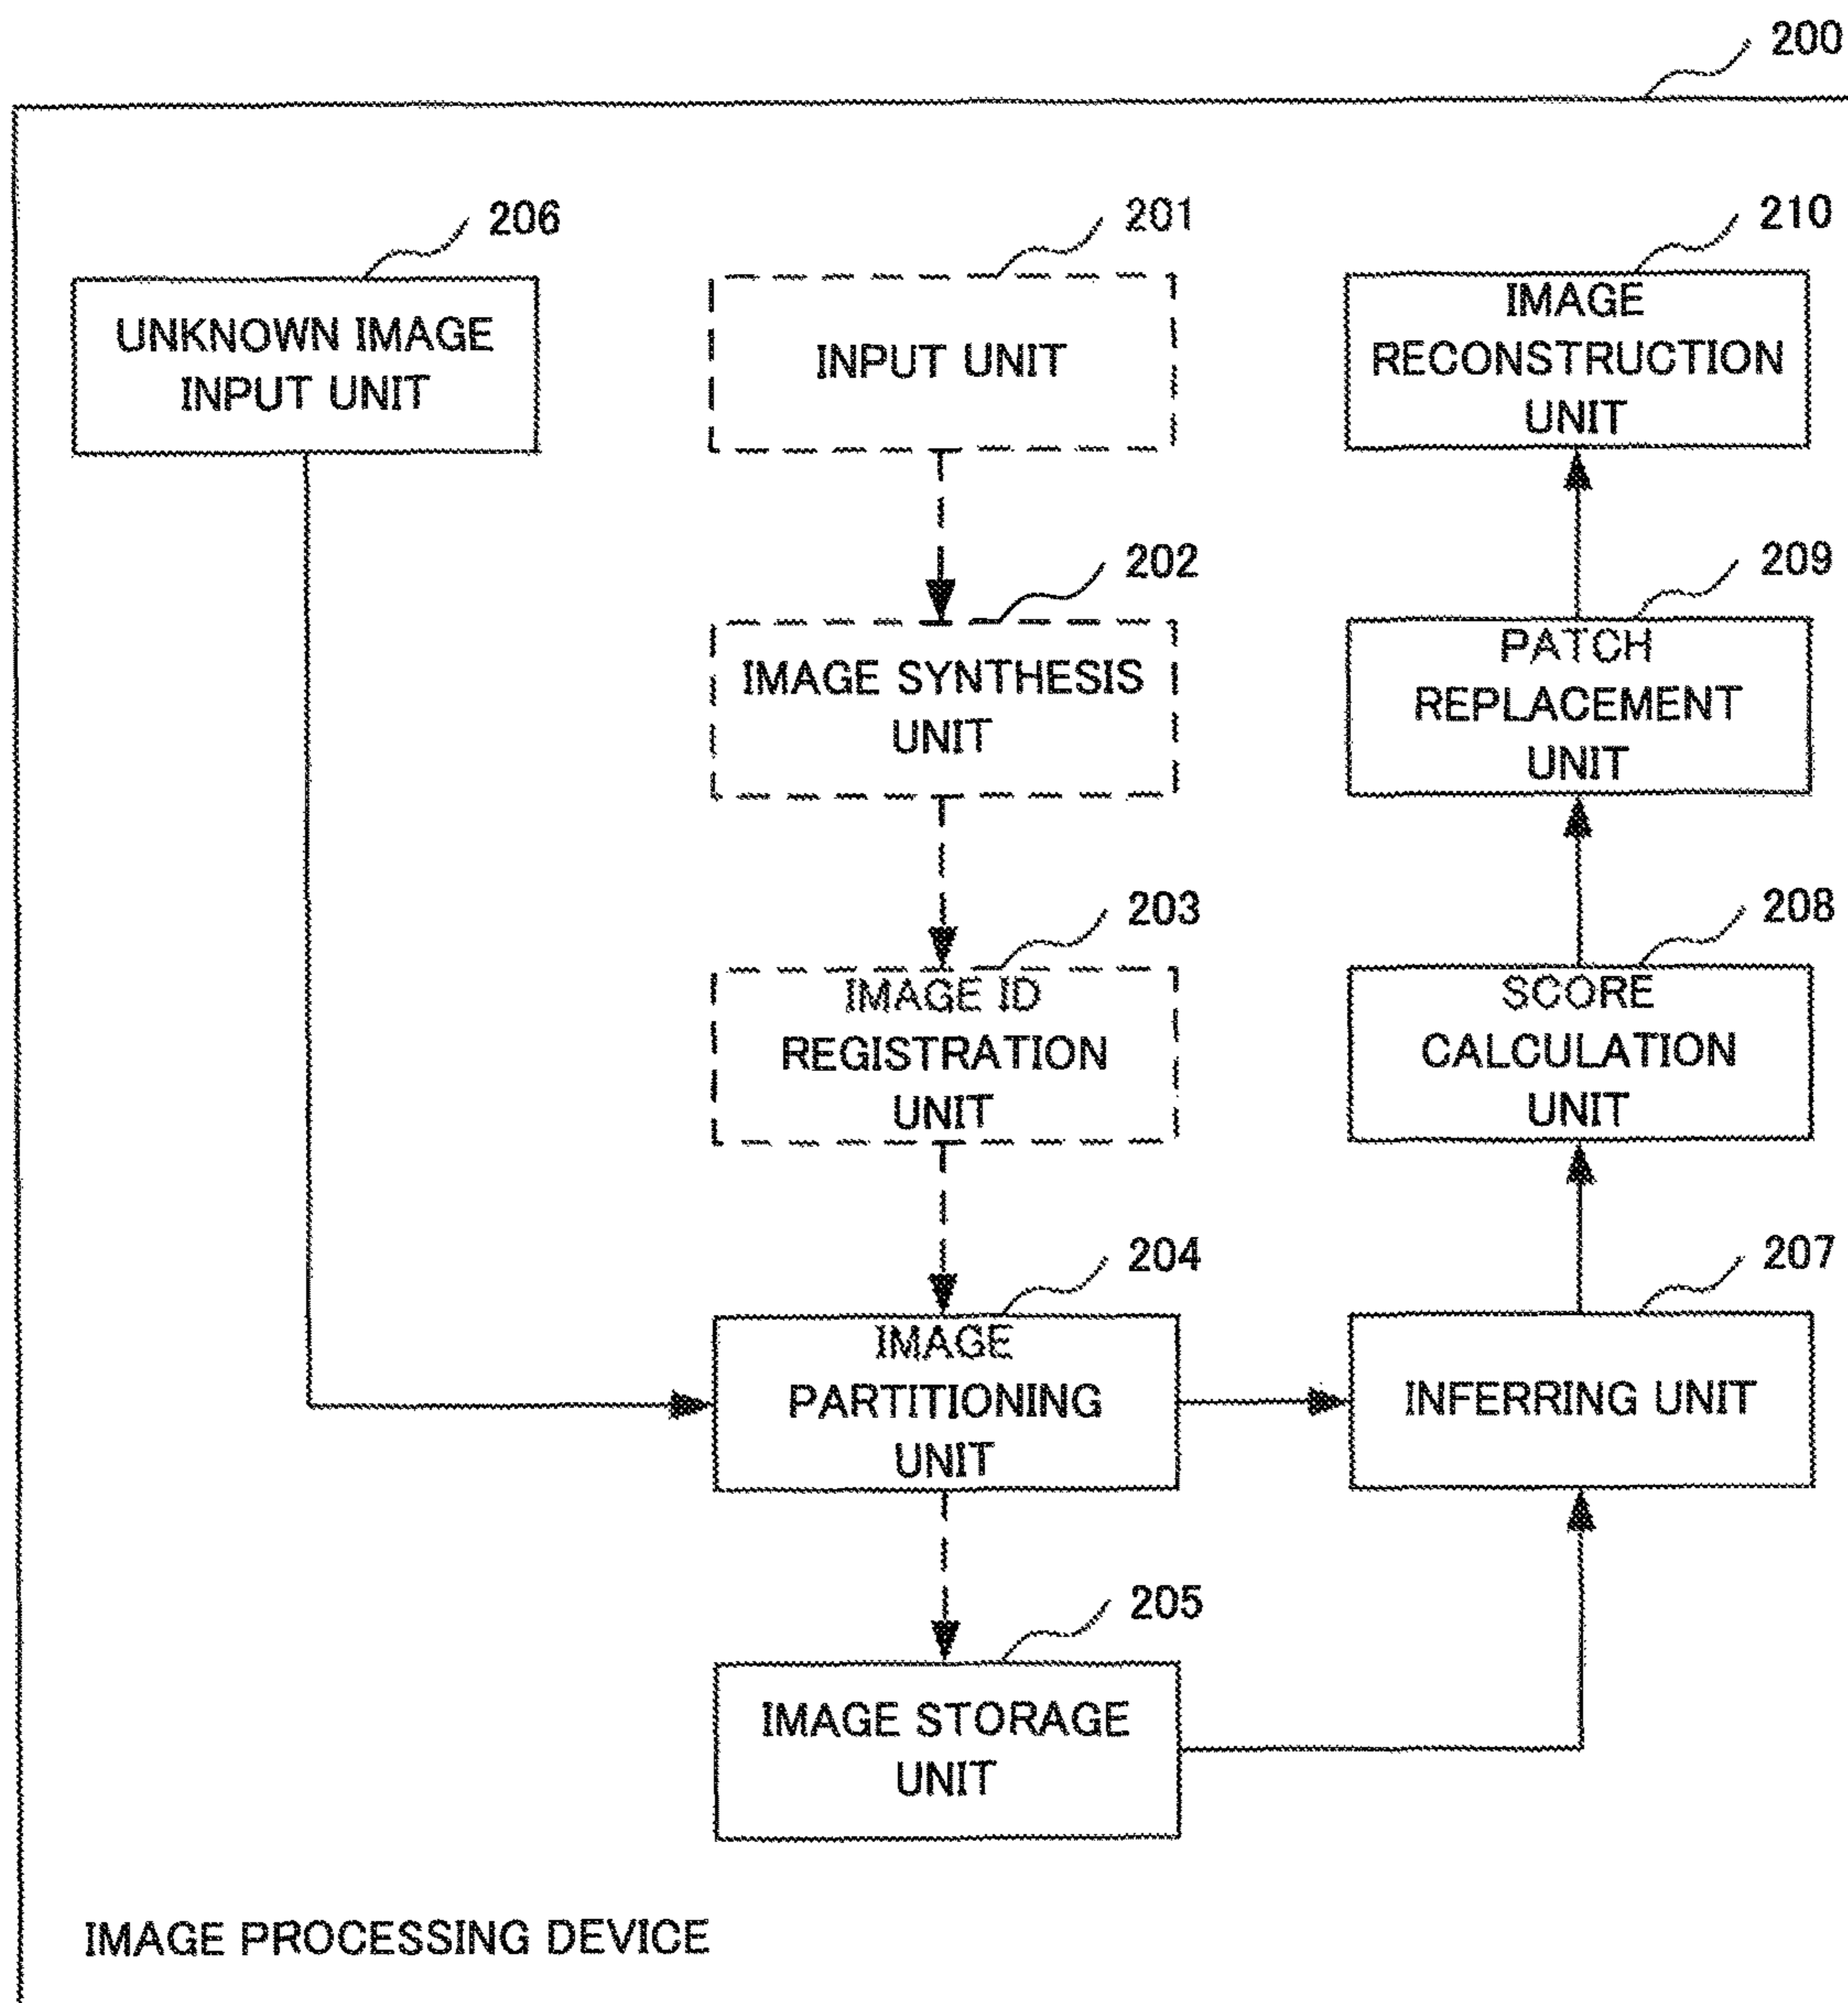 200
206
UNKNOWN IMAGE
INPUT UNIT
201
INPUT UNIT
210
IMAGE
RECONSTRUCTION
UNIT
202
IMAGE SYNTHESIS
UNIT
209
PATCH
REPLACEMENT
UNIT
203
IMAGE ID
REGISTRATION
UNIT
208
SCORE
CALCULATION
UNIT
204
IMAGE
PARTITIONING
UNIT
207
INFERRING UNIT
205
IMAGE STORAGE
UNIT
IMAGE PROCESSING DEVICE